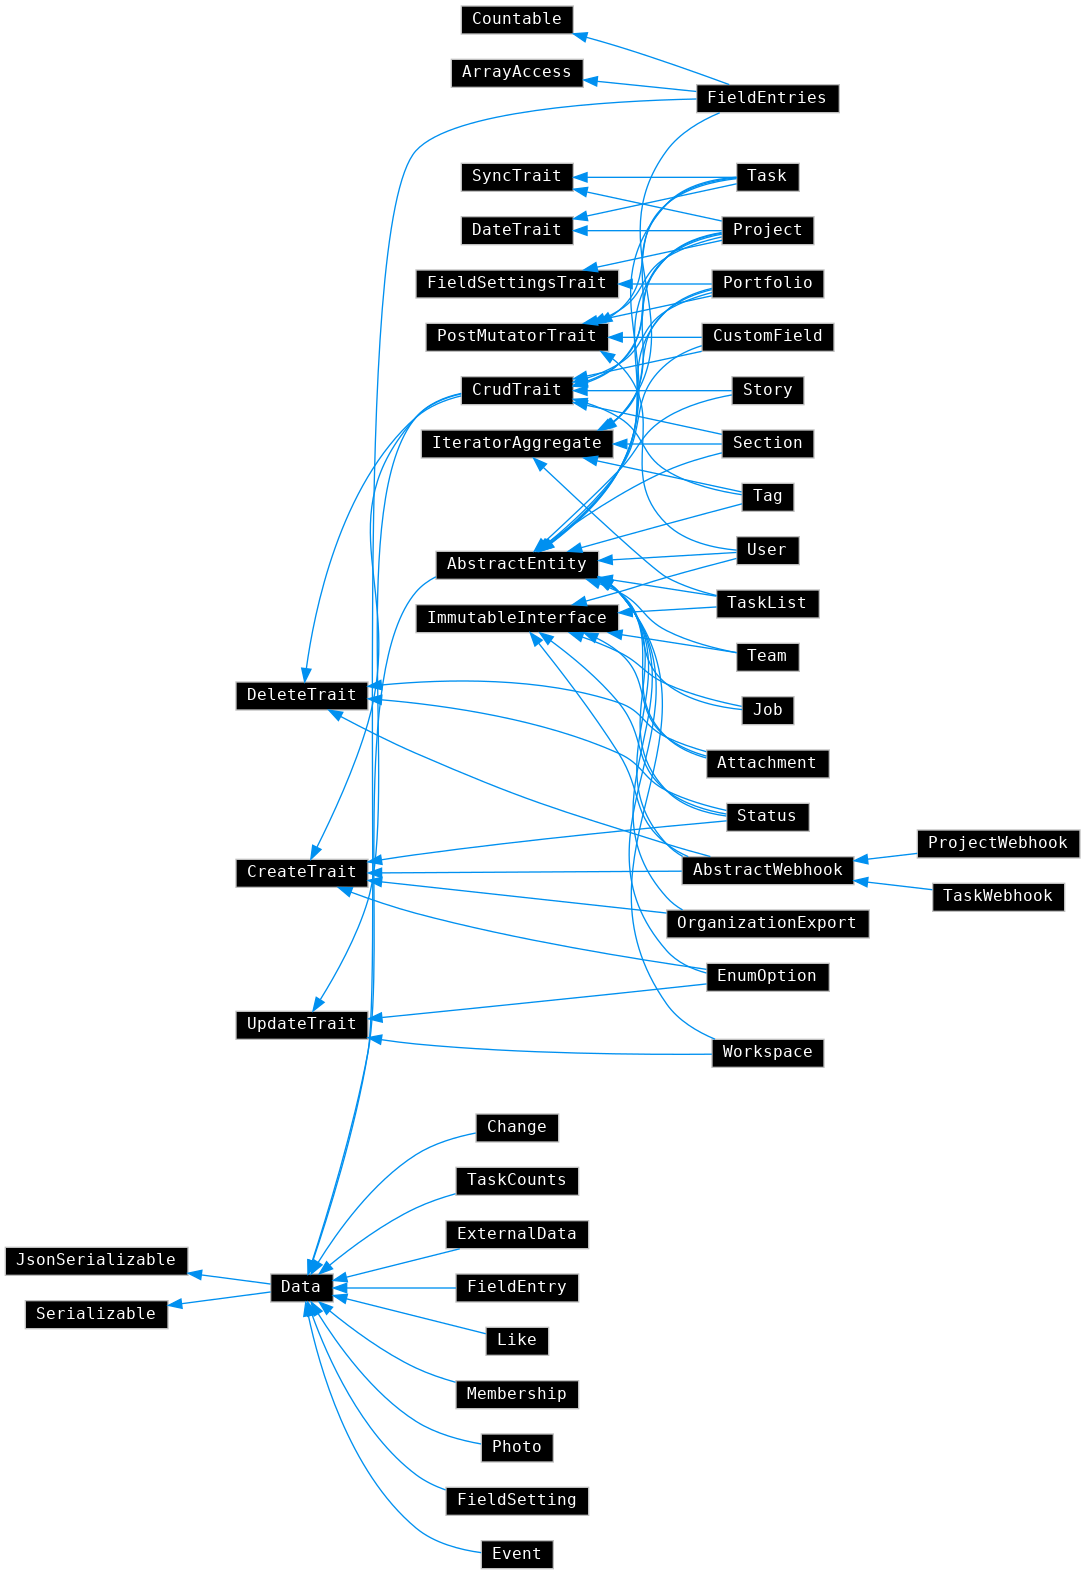 Countable
ArrayAccess
FieldEntries
SyncTrait
Task
DateTrait
Project
FieldSettingsTrait
Portfolio
PostMutatorTrait
CustomField
CrudTrait
Story
IteratorAggregate
Section
Tag
AbstractEntity
User
ImmutableInterface
TaskList
Team
DeleteTrait
Job
Attachment
Status
ProjectWebhook
CreateTrait
AbstractWebhook
TaskWebhook
OrganizationExport
EnumOption
UpdateTrait
Workspace
Change
TaskCounts
ExternalData
JsonSerializable
Data
FieldEntry
Serializable
Like
Membership
Photo
FieldSetting
Event